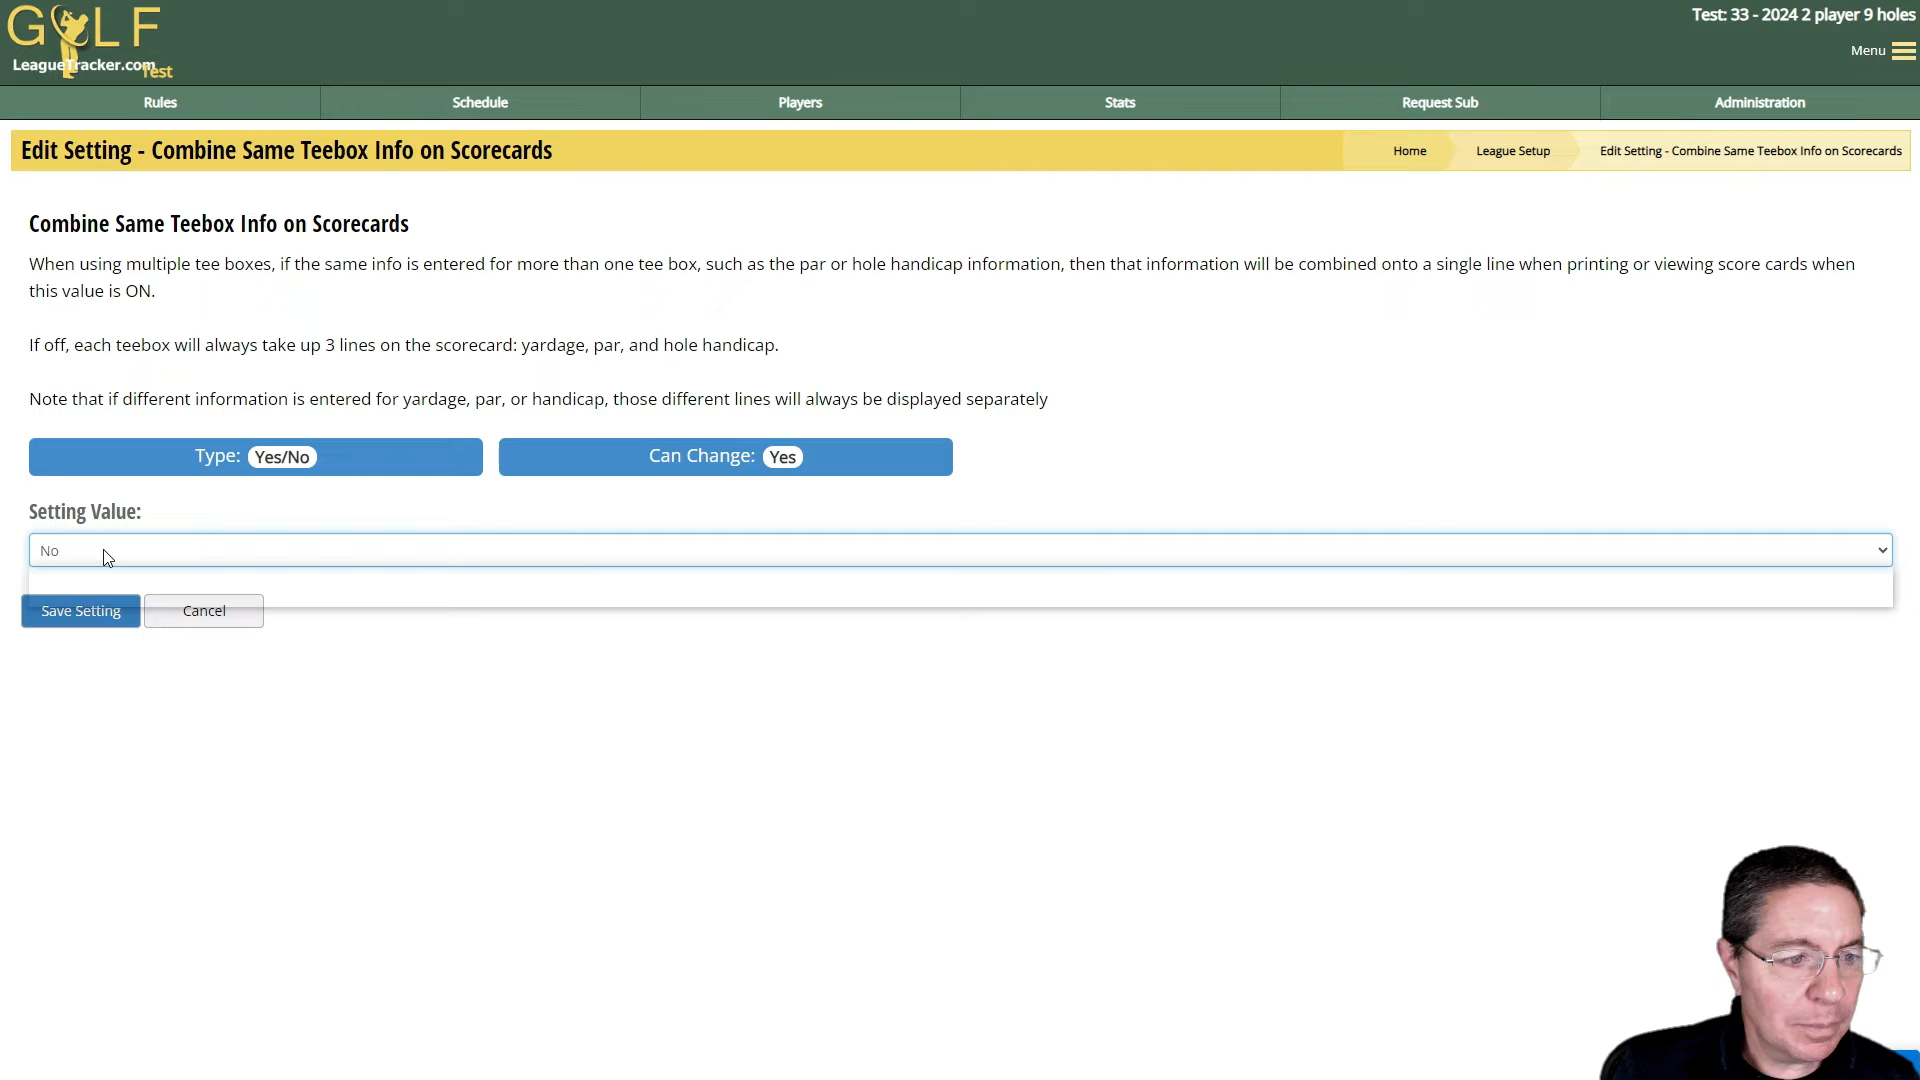 GOLF
LeagueTracker.com
Test
Test: 33 - 2024 2 player 9 holes
Menu
Rules
Schedule
Players
Stats
Request Sub
Administration
Edit Setting - Combine Same Teebox Info on Scorecards
Home
League Setup
Edit Setting - Combine Same Teebox Info on Scorecards
Combine Same Teebox Info on Scorecards
When using multiple tee boxes, if the same info is entered for more than one tee box, such as the par or hole handicap information, then that information will be combined onto a single line when printing or viewing score cards when
this value is ON.
If off, each teebox will always take up 3 lines on the scorecard: yardage, par, and hole handicap.
Note that if different information is entered for yardage, par, or handicap, those different lines will always be displayed separately
Type: Yes/No
Can Change: Yes
Setting Value:
No
Save Setting
Cancel